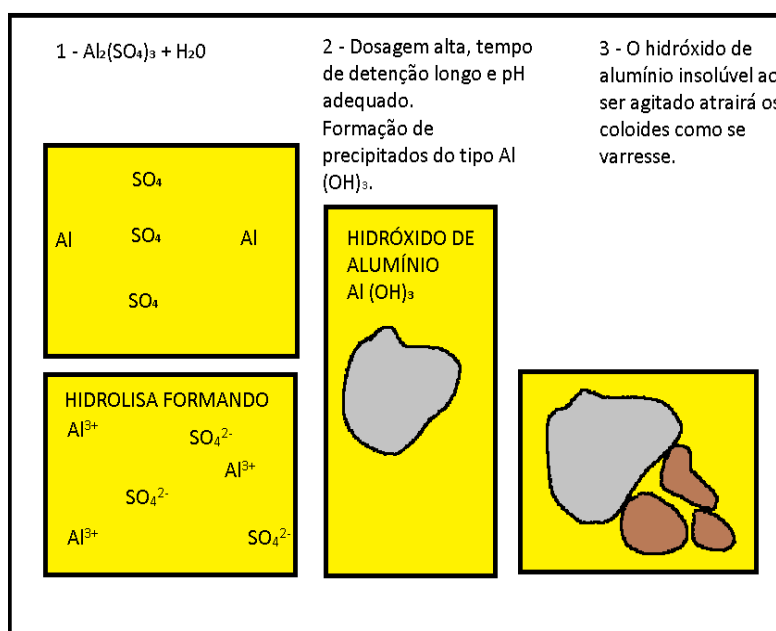 1 - Al₂(SO₄)₃ + H₂0
SO₄
Al SO₄ Al
SO₄
HIDROLISA FORMANDO
Al³⁺ SO₄²⁻
Al³⁺
SO₄²⁻
Al³⁺ SO₄²⁻
2 - Dosagem alta, tempo
de detenção longo e pH
adequado.
Formação de
precipitados do tipo Al
(OH)₃.
HIDRÓXIDO DE
ALUMÍNIO
Al (OH)₃
3 - O hidróxido de
alumínio insolúvel ao
ser agitado atrairá os
coloides como se
varresse.